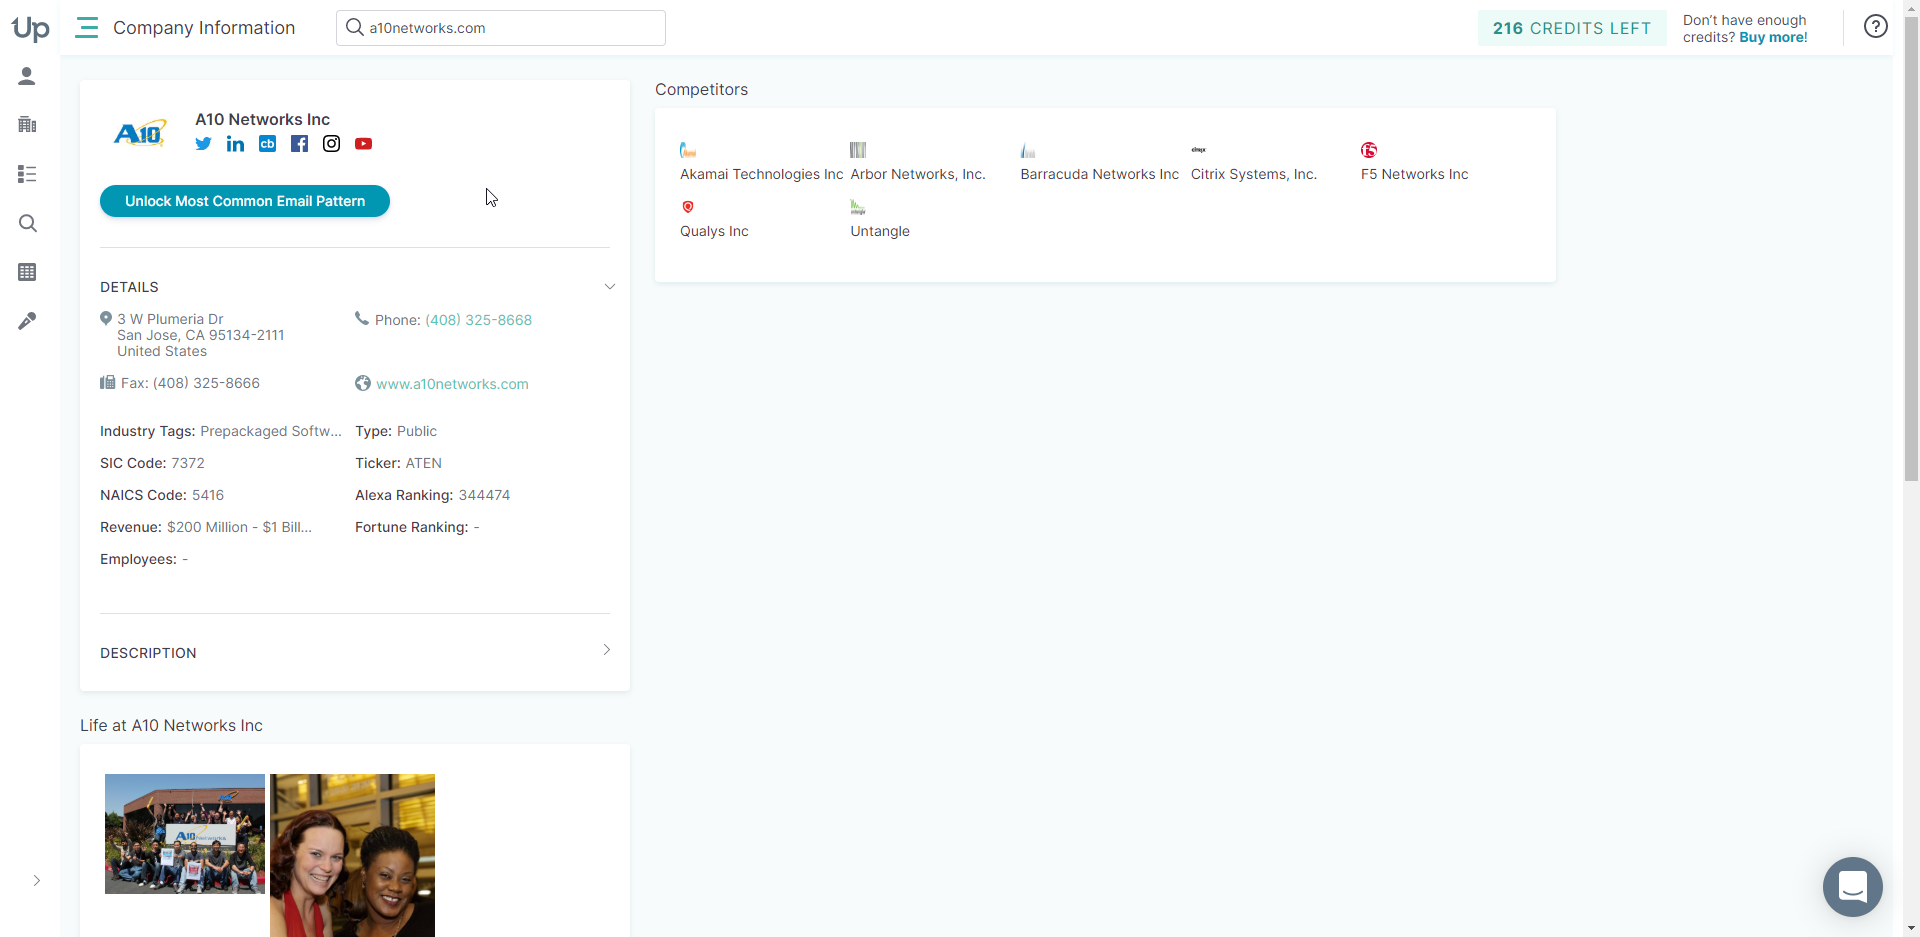 Up
Company Information
a10networks.com
216 CREDITS LEFT
Don't have enough
credits? Buy more!
?
A10
A10 Networks Inc
in
cb
f
Unlock Most Common Email Pattern
DETAILS
3 W Plumeria Dr
San Jose, CA 95134-2111
United States
Phone: (408) 325-8668
Fax: (408) 325-8666
www.a10networks.com
Industry Tags: Prepackaged Softw...
Type: Public
SIC Code: 7372
Ticker: ATEN
NAICS Code: 5416
Alexa Ranking: 344474
Revenue: $200 Million - $1 Bill...
Fortune Ranking: -
Employees: -
DESCRIPTION
Life at A10 Networks Inc
A10
Competitors
Akamai Technologies Inc
Arbor Networks, Inc.
Barracuda Networks Inc
citrix
Citrix Systems, Inc.
F5
F5 Networks Inc
Qualys Inc
Untangle